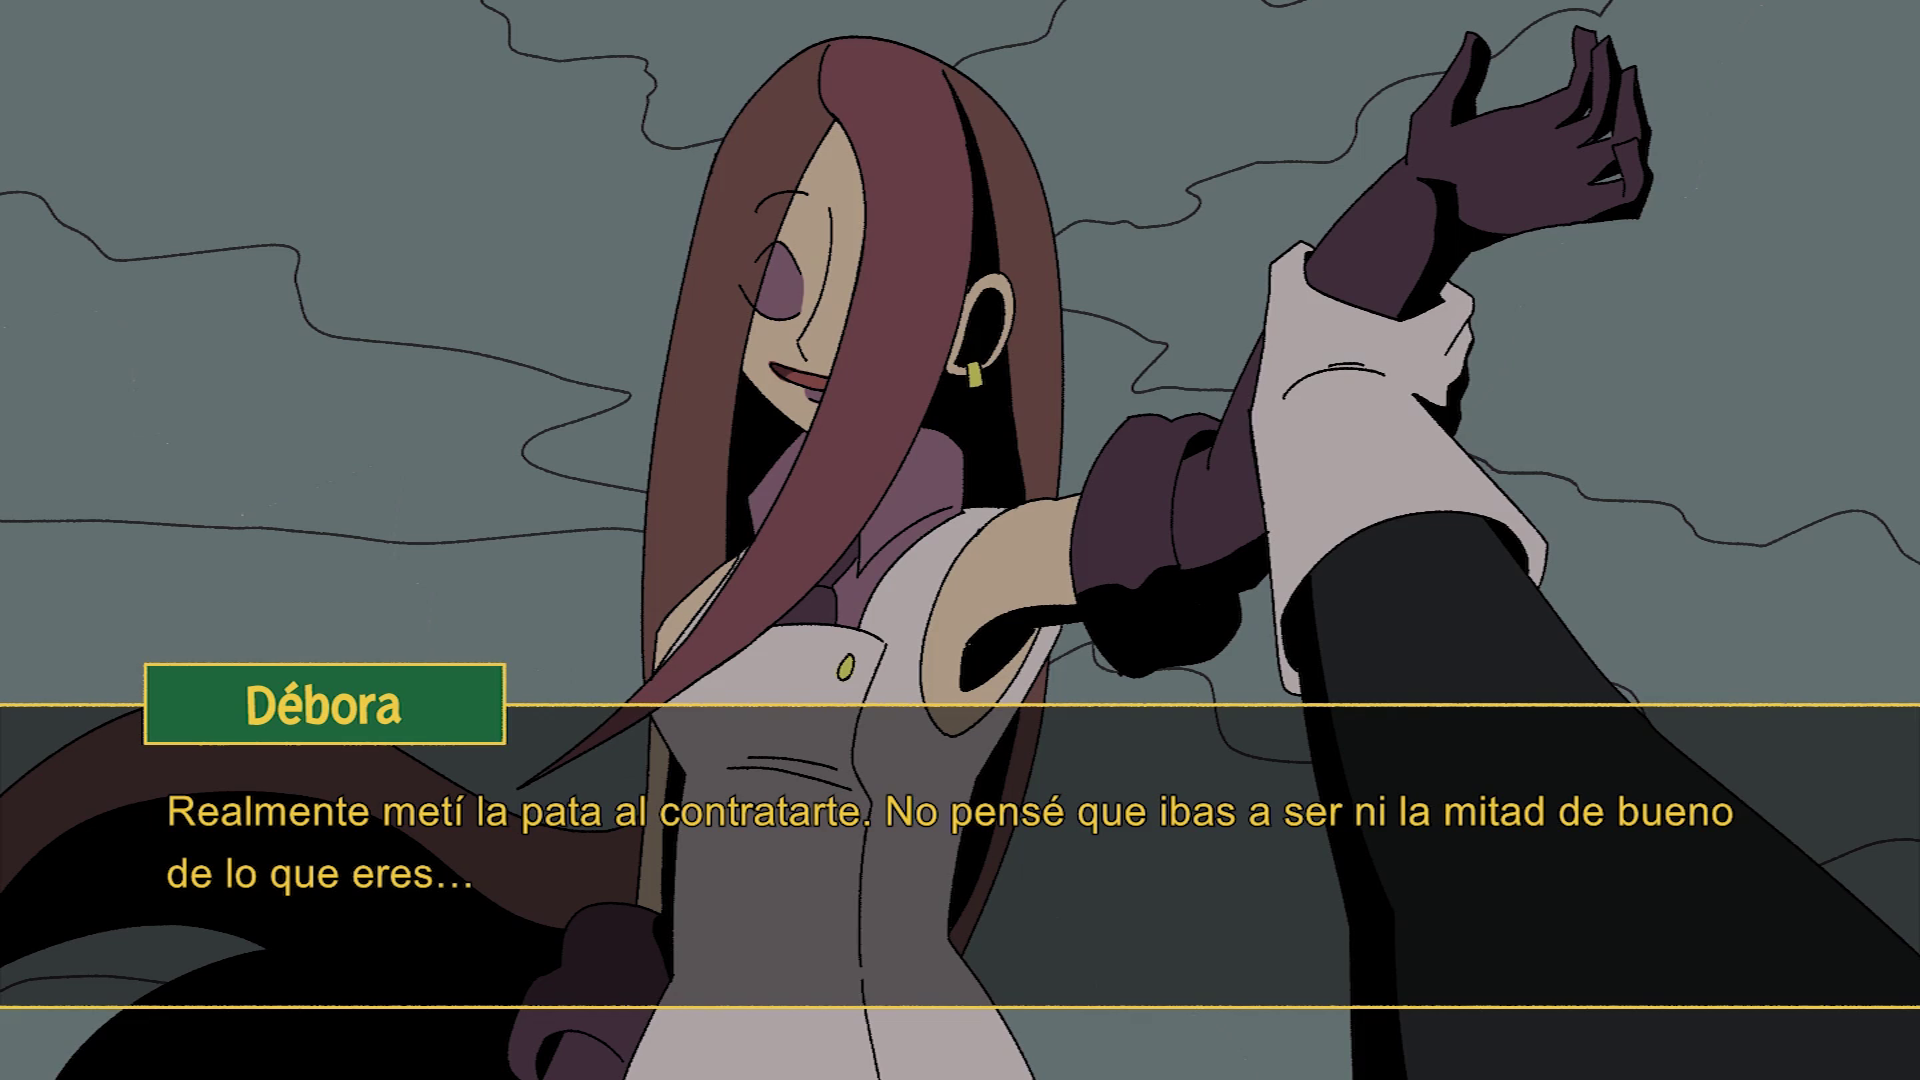 Débora
Realmente metí la pata al contratarte. No pensé que ibas a ser ni la mitad de bueno
de lo que eres…